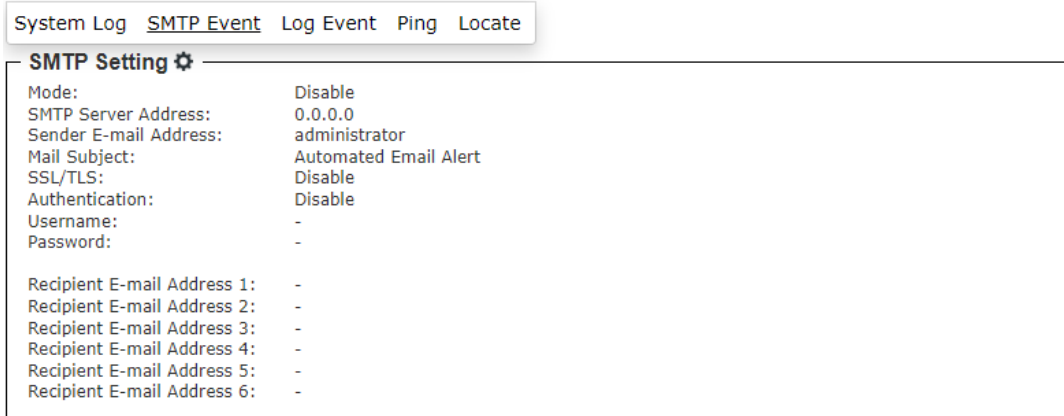 System Log SMTP Event Log Event Ping Locate
SMTP Setting
Mode: Disable
SMTP Server Address: 0.0.0.0
Sender E-mail Address: administrator
Mail Subject: Automated Email Alert
SSL/TLS: Disable
Authentication: Disable
Username: -
Password: -
Recipient E-mail Address 1: -
Recipient E-mail Address 2: -
Recipient E-mail Address 3: -
Recipient E-mail Address 4: -
Recipient E-mail Address 5: -
Recipient E-mail Address 6: -